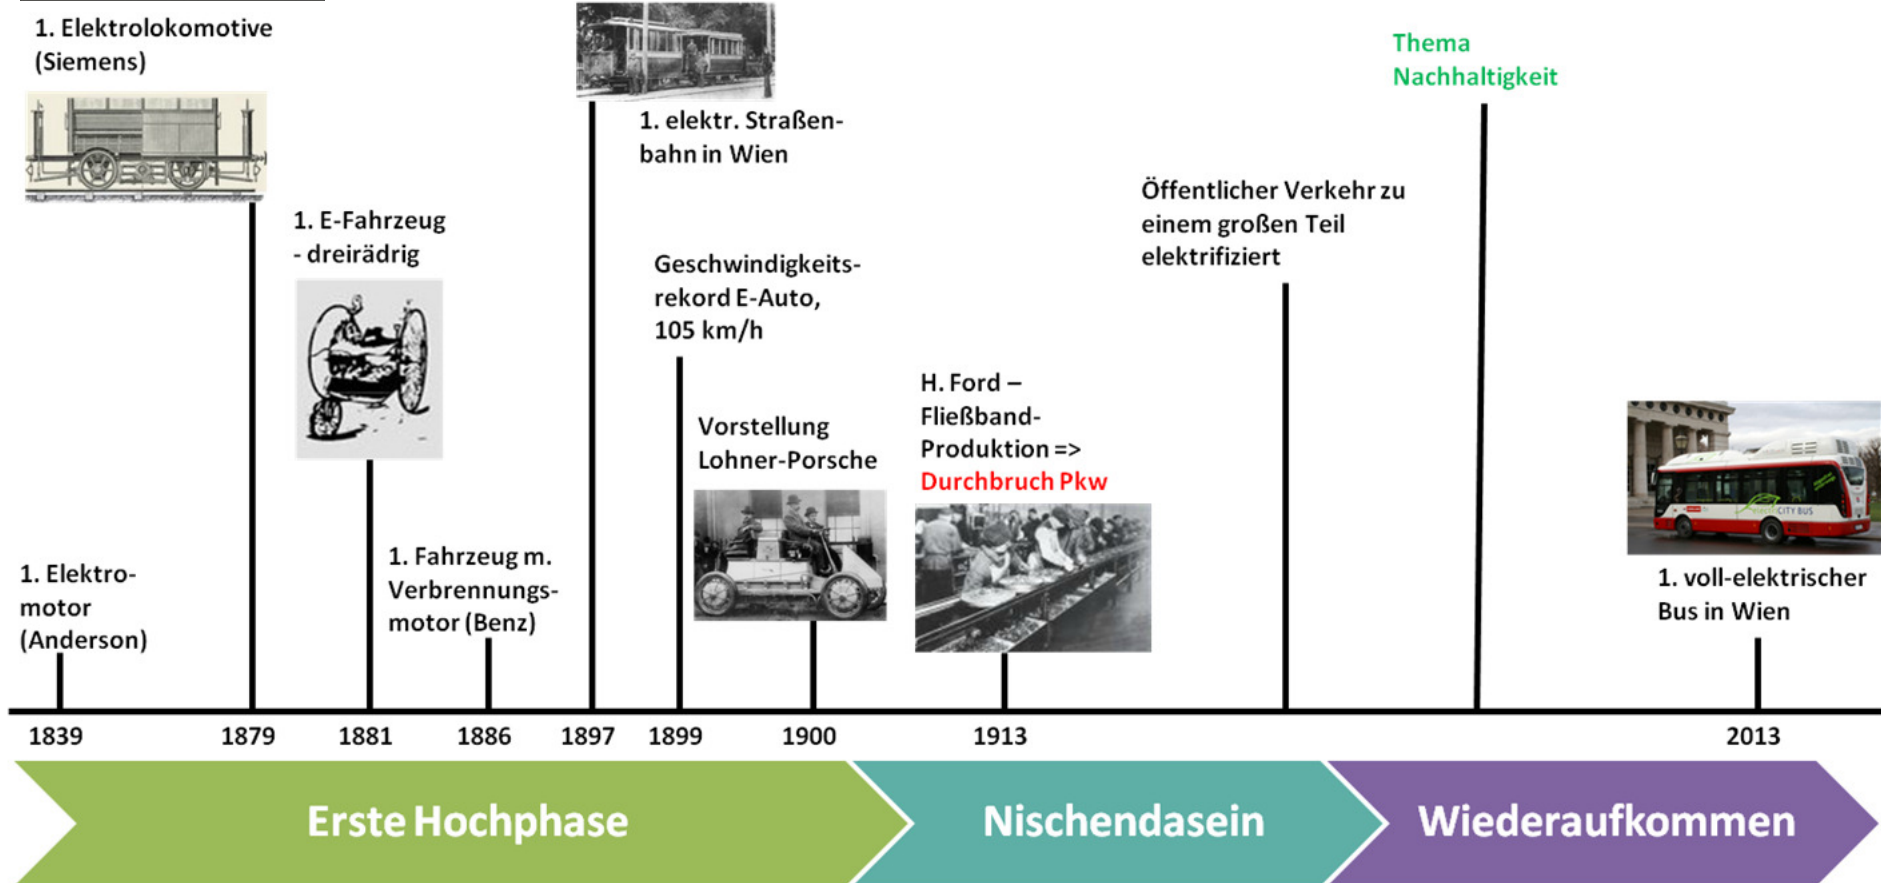 1. Elektrolokomotive
(Siemens)
1. E-Fahrzeug
- dreirädrig
1. Elektro-
motor
(Anderson)
1. Fahrzeug m.
Verbrennungs-
motor (Benz)
1. elektr. Straßen-
bahn in Wien
Geschwindigkeits-
rekord E-Auto,
105 km/h
Vorstellung
Lohner-Porsche
H. Ford –
Fließband-
Produktion =>
Durchbruch Pkw
Öffentlicher Verkehr zu
einem großen Teil
elektrifiziert
Thema
Nachhaltigkeit
CITY BUS
1. voll-elektrischer
Bus in Wien
1839 1879 1881 1886 1897 1899 1900 1913 2013
Erste Hochphase Nischendasein Wiederaufkommen